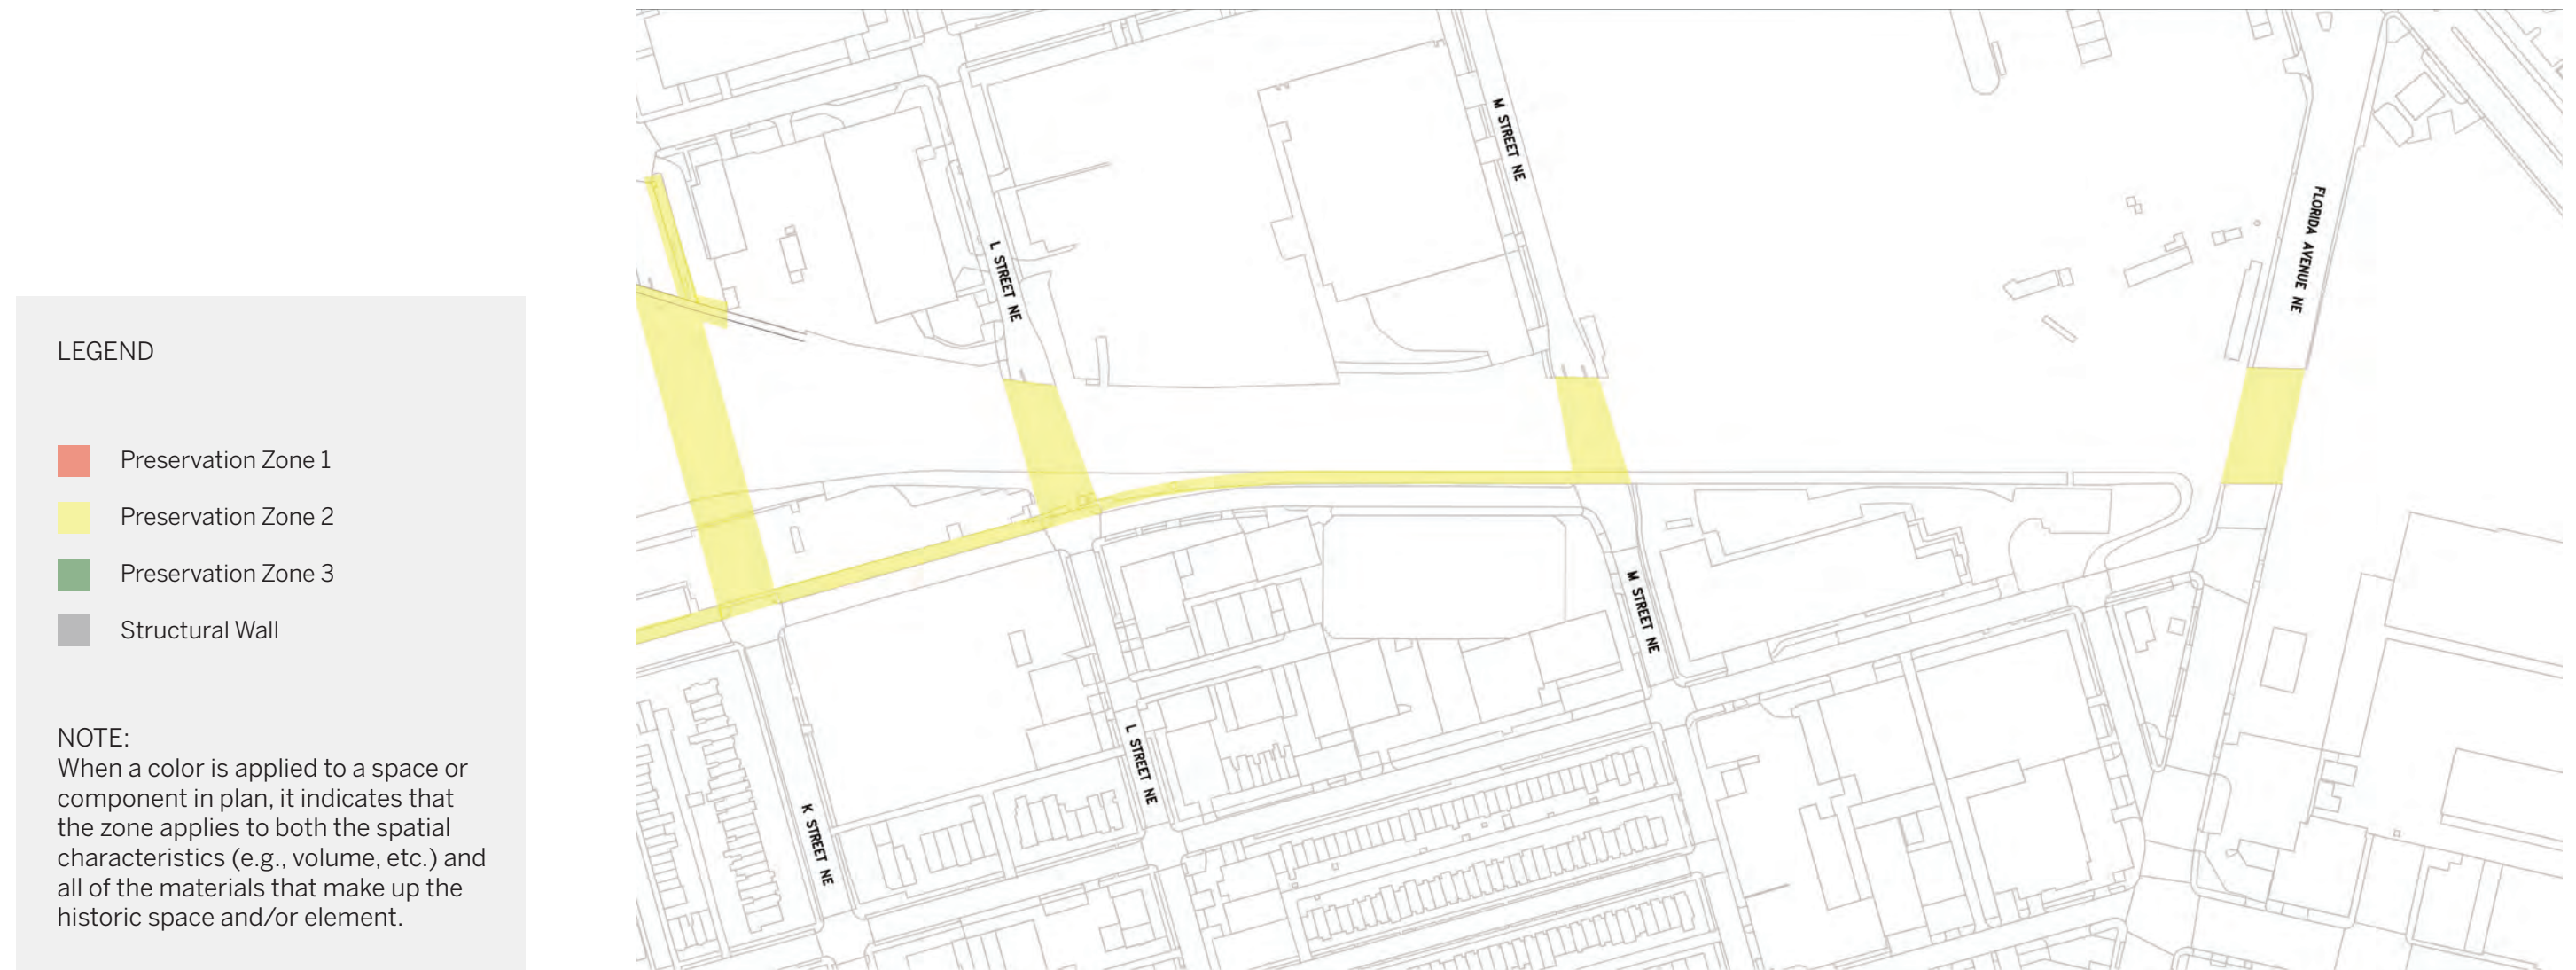 LEGEND
Preservation Zone 1
Preservation Zone 2
Preservation Zone 3
Structural Wall
NOTE:
When a color is applied to a space or
component in plan, it indicates that
the zone applies to both the spatial
characteristics (e.g., volume, etc.) and
all of the materials that make up the
historic space and/or element.
L STREET NE
M STREET NE
FLORIDA AVENUE NE
K STREET NE
L STREET NE
M STREET NE